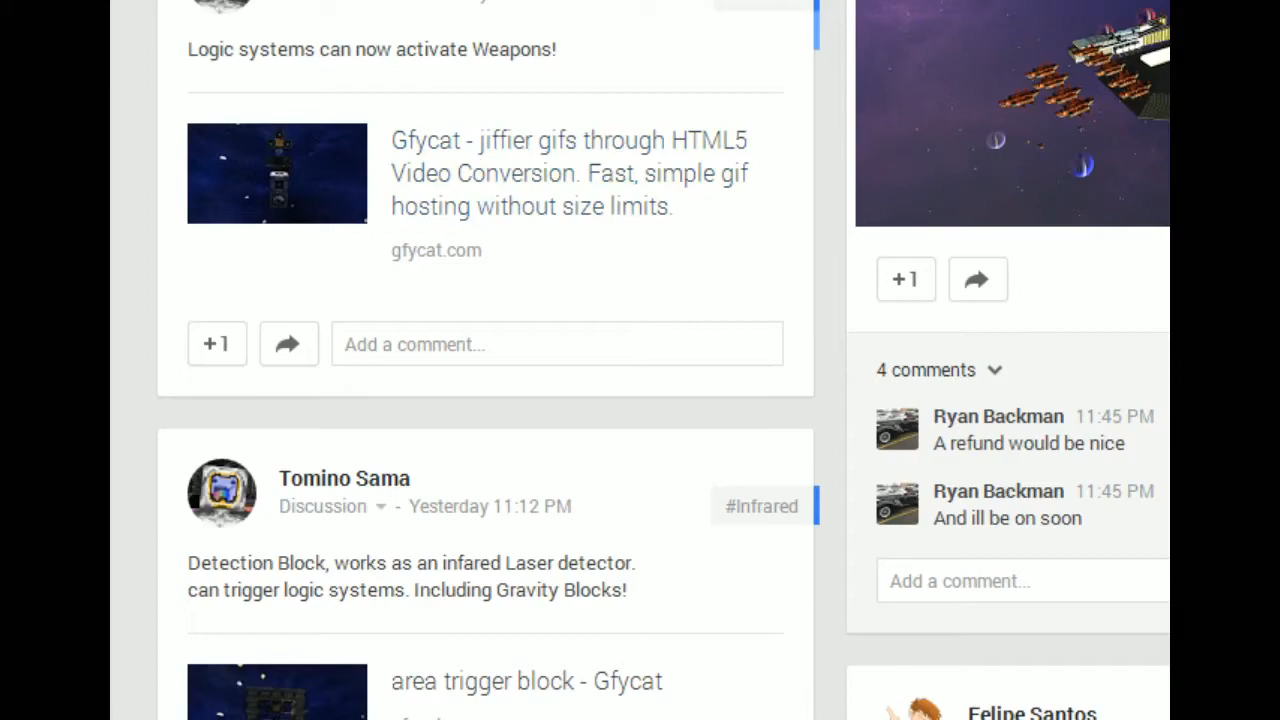 Logic systems can now activate Weapons!
Gfycat - jiffier gifs through HTML5
Video Conversion. Fast, simple gif
hosting without size limits.
gfycat.com
+1
Add a comment...
Tomino Sama
Discussion - Yesterday 11:12 PM
#Infrared
Detection Block, works as an infared Laser detector.
can trigger logic systems. Including Gravity Blocks!
area trigger block - Gfycat
+1
4 comments
Ryan Backman 11:45 PM
A refund would be nice
Ryan Backman 11:45 PM
And ill be on soon
Add a comment...
Felipe Santos